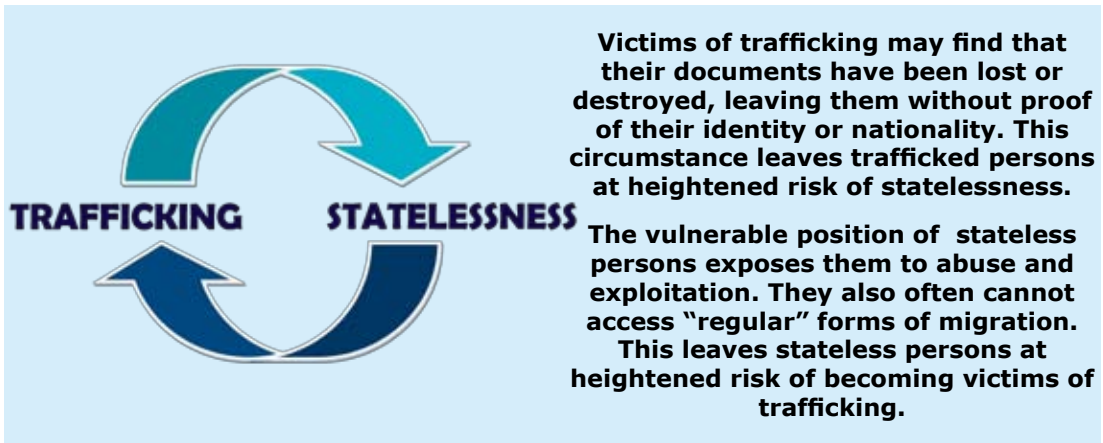 TRAFFICKING
STATELESSNESS
Victims of trafficking may find that
their documents have been lost or
destroyed, leaving them without proof
of their identity or nationality. This
circumstance leaves trafficked persons
at heightened risk of statelessness.
The vulnerable position of  stateless
persons exposes them to abuse and
exploitation. They also often cannot
access “regular” forms of migration.
This leaves stateless persons at
heightened risk of becoming victims of
trafficking.